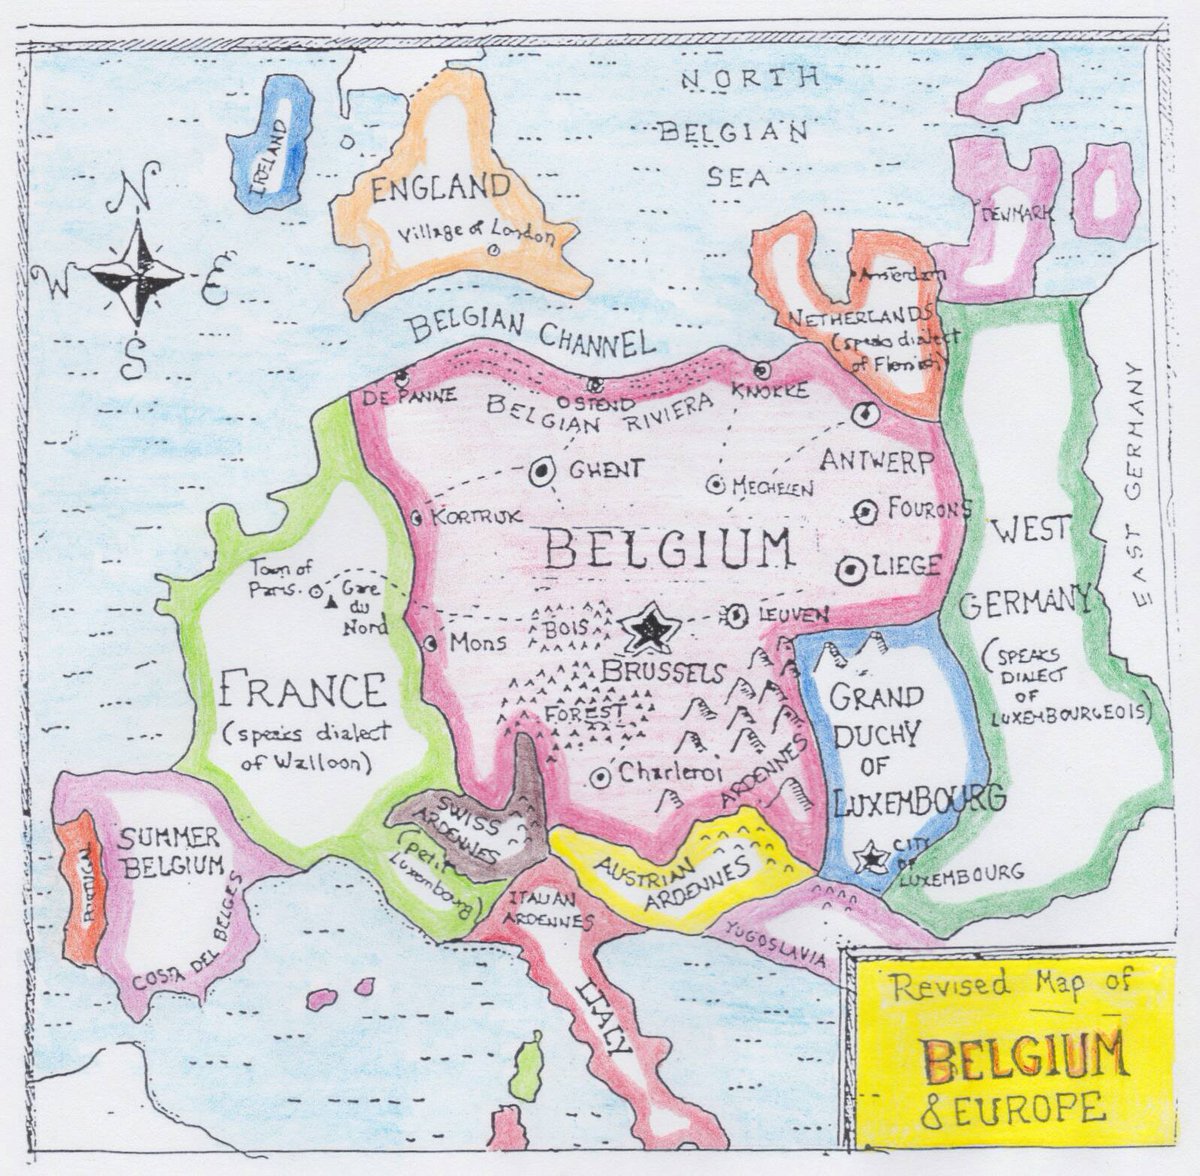 NORTH
BELGIAN
SEA
IRELAND
ENGLAND
Village of London
DENMARK
N
W
E
S
Amsterdam
NETHERLANDS
(speaks dialect
of Flemish)
BELGIAN CHANNEL
DE PANNE
OSTEND
KNOKKE
BELGIAN RIVIERA
GHENT
MECHELEN
ANTWERP
FOURONS
KORTRIJK
BELGIUM
LIEGE
WEST
GERMANY
(SPEAKS
DIALECT
OF
LUXEMBOURGEOIS)
EAST GERMANY
Town of
Paris.
Gare
du
Nord
Mons
BOIS
LEUVEN
BRUSSELS
FOREST
Charleroi
ARDENNES
FRANCE
(speaks dialect
of Walloon)
GRAND
DUCHY
OF
LUXEMBOURG
CITY
OF
LUXEMBOURG
SWISS
ARDENNES
(Petit
Luxembourg)
SUMMER
BELGIUM
PORTUGAL
COSTA DEL BELGES
AUSTRIAN
ARDENNES
ITALIAN
ARDENNES
YUGOSLAVIA
ITALY
Revised Map of
BELGIUM
& EUROPE